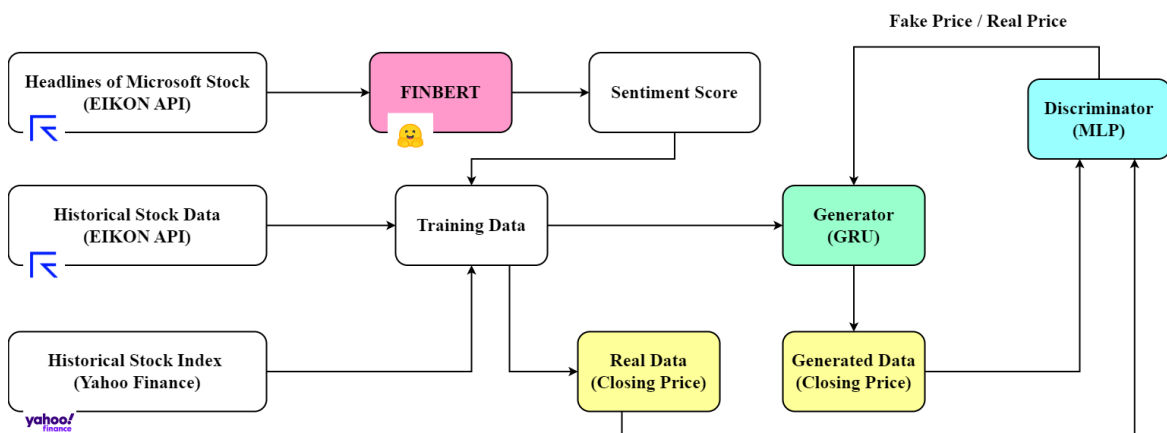 Fake Price / Real Price
Headlines of Microsoft Stock
(EIKON API)
FINBERT
Sentiment Score
Discriminator
(MLP)
Historical Stock Data
(EIKON API)
Training Data
Generator
(GRU)
Historical Stock Index
(Yahoo Finance)
Real Data
(Closing Price)
Generated Data
(Closing Price)
yahoo!
finance